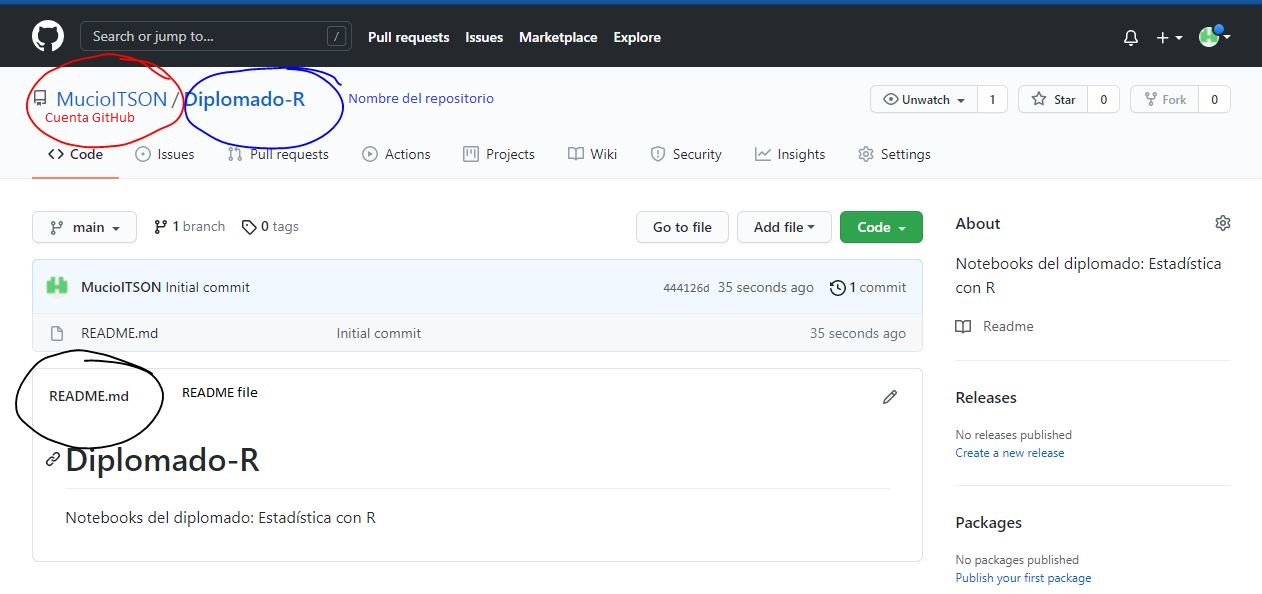 Search or jump to... /
Pull requests Issues Marketplace Explore
MucioITSON / Diplomado-R Nombre del repositorio
Cuenta GitHub
Unwatch 1 Star 0 Fork 0
Code Issues Pull requests Actions Projects Wiki Security Insights Settings
main 1 branch 0 tags Go to file Add file Code
MucioITSON Initial commit 444126d 35 seconds ago 1 commit
README.md Initial commit 35 seconds ago
README.md README file
Diplomado-R
Notebooks del diplomado: Estadística con R
About
Notebooks del diplomado: Estadística
con R
Readme
Releases
No releases published
Create a new release
Packages
No packages published
Publish your first package